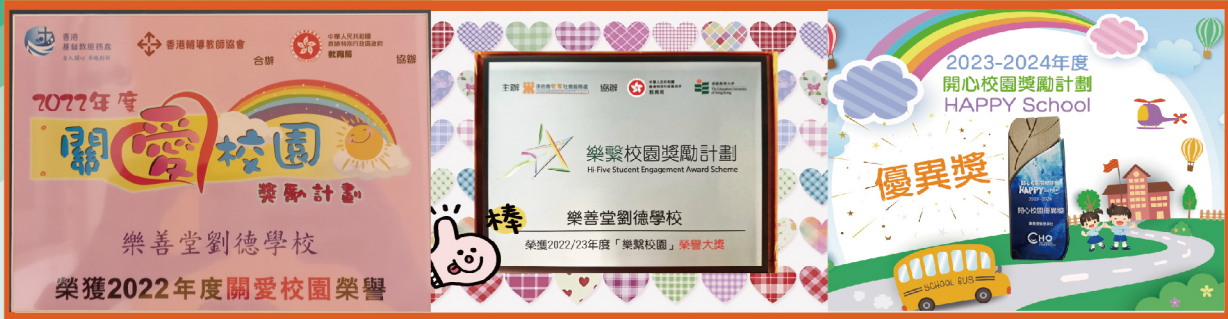 香港
基督教服務處
香港輔導教師協會
合辦
中華人民共和國
香港特別行政區政府
教育局
協辦
2022年度
關愛校園
獎勵計劃
樂善堂劉德學校
榮獲2022年度關愛校園榮譽
主辦
協辦
教育局
樂繫校園獎勵計劃
Hi-Five Student Engagement Award Scheme
樂善堂劉德學校
榮獲2022/23年度「樂繫校園」榮譽大獎
棒
2023-2024年度
開心校園獎勵計劃
HAPPY School
優異獎
HAPPY
2023-2024
開心校園優異獎
CHO
SCHOOL BUS